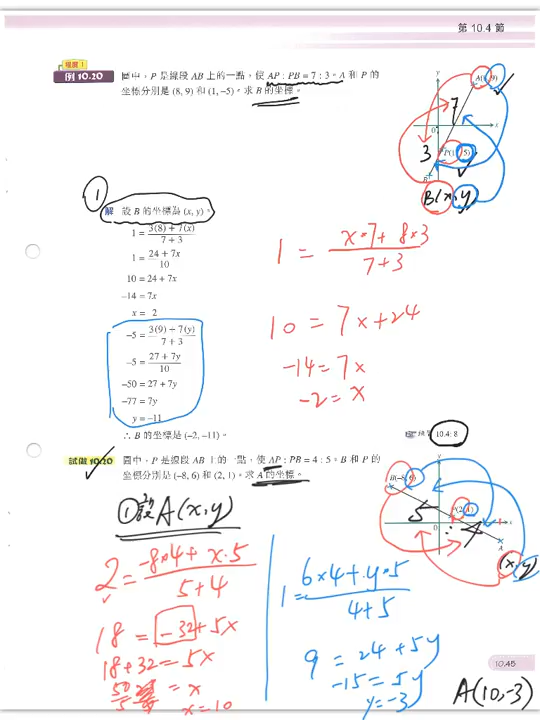 第 10.4 節
程度 1
例 10.20 圖中，P 是線段 AB 上的一點，使 AP : PB = 7 : 3。A 和 P 的
坐標分別是 (8, 9) 和 (1, −5)。求 B 的坐標。
7
3
B(x, y)
①
解 設 B 的坐標為 (x, y)。
1 = 3(8) + 7(x) / 7 + 3
1 = 24 + 7x / 10
10 = 24 + 7x
−14 = 7x
x = 2
−5 = 3(9) + 7(y) / 7 + 3
−5 = 27 + 7y / 10
−50 = 27 + 7y
−77 = 7y
y = −11
∴ B 的坐標是 (−2, −11)。
1 = x·7 + 8×3 / 7+3
10 = 7x+24
-14 = 7x
-2 = x
練習 10.4: 8
試做 10.20 圖中，P 是線段 AB 上的一點，使 AP : PB = 4 : 5。B 和 P 的
坐標分別是 (−8, 6) 和 (2, 1)。求 A 的坐標。
5 : 4
A
(x, y)
①設 A(x,y)
2 = -8×4 + x·5 / 5+4
18 = -32+5x
18+32 = 5x
50/5 = x
x=10
1 = 6×4+y·5 / 4+5
9 = 24+5y
-15 = 5y
y=-3
A(10,-3)
10.45